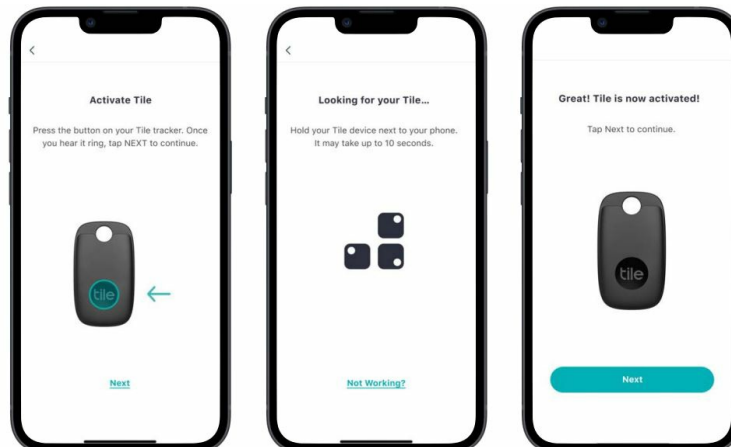 Activate Tile
Press the button on your Tile tracker. Once
you hear it ring, tap NEXT to continue.
tile
Next
Looking for your Tile...
Hold your Tile device next to your phone.
It may take up to 10 seconds.
Not Working?
Great! Tile is now activated!
Tap Next to continue.
tile
Next